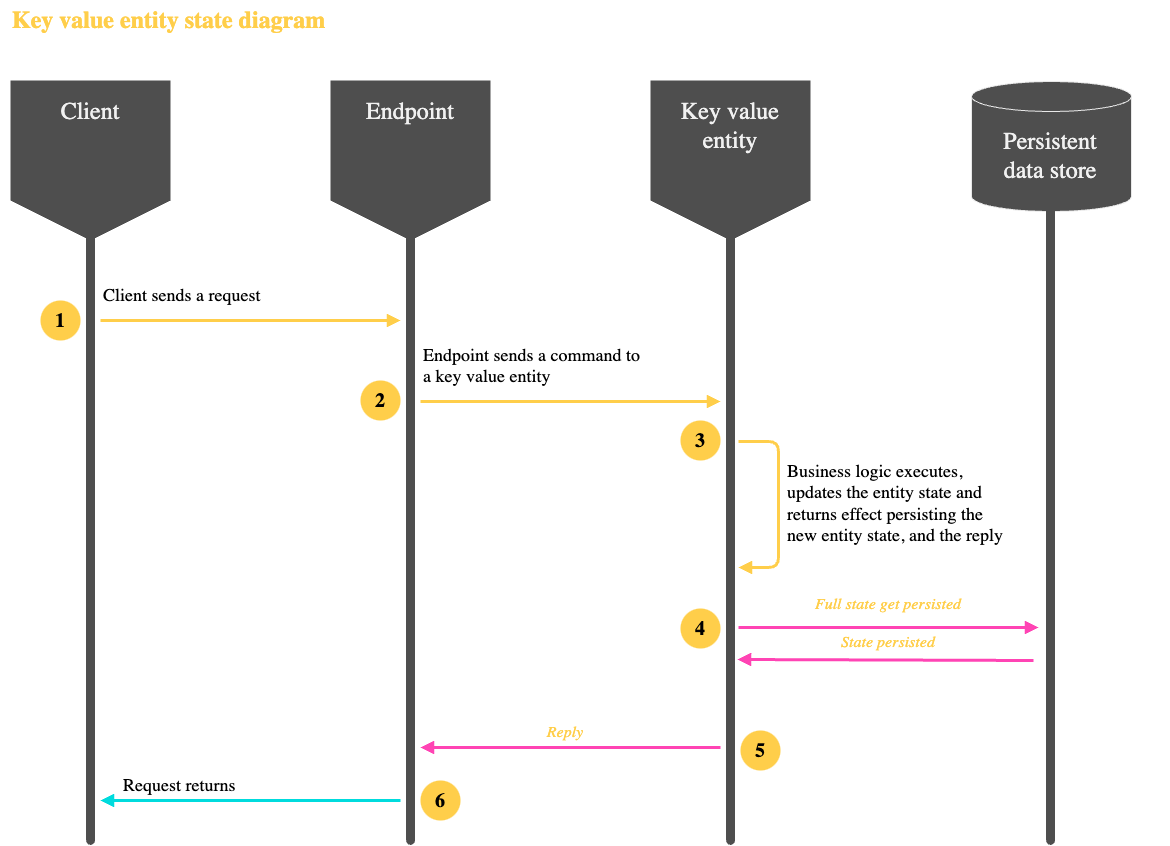 Key value entity state diagram
Client
Endpoint
Key value
entity
Persistent
data store
Client sends a request
1
Endpoint sends a command to
a key value entity
2
3
Business logic executes,
updates the entity state and
returns effect persisting the
new entity state, and the reply
Full state get persisted
4
State persisted
Reply
5
Request returns
6